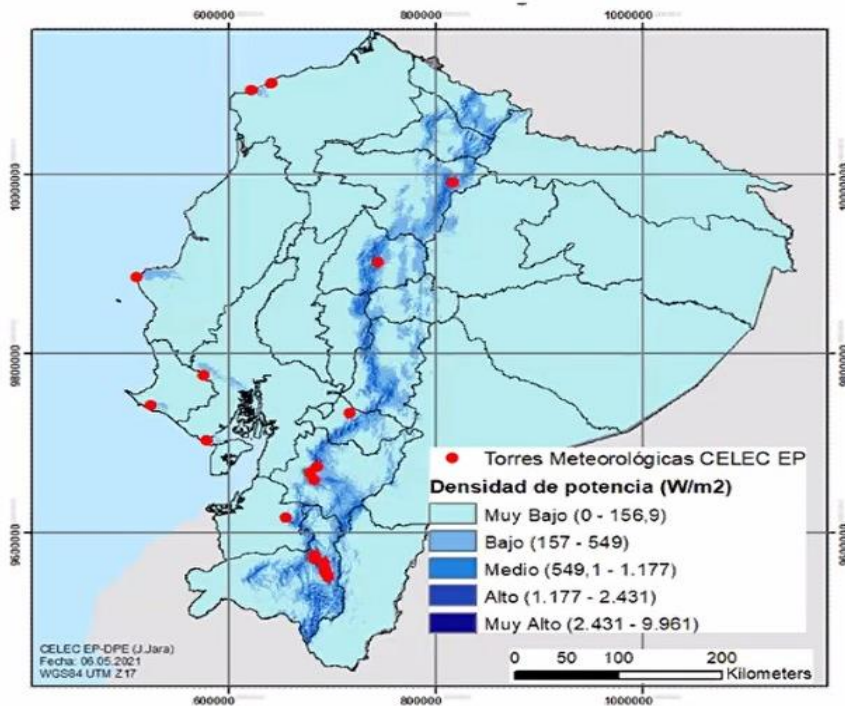 600000 800000 1000000
10000000 10000000
9800000 9800000
Torres Meteorológicas CELEC EP
Densidad de potencia (W/m2)
Muy Bajo (0 - 156,9)
Bajo (157 - 549)
Medio (549,1 - 1.177)
Alto (1.177 - 2.431)
Muy Alto (2.431 - 9.961)
9600000 9600000
CELEC EP-DPE (J.Jara)
Fecha: 06.05.2021
WGS84 UTM Z17
0 50 100 200
Kilometers
600000 800000 1000000